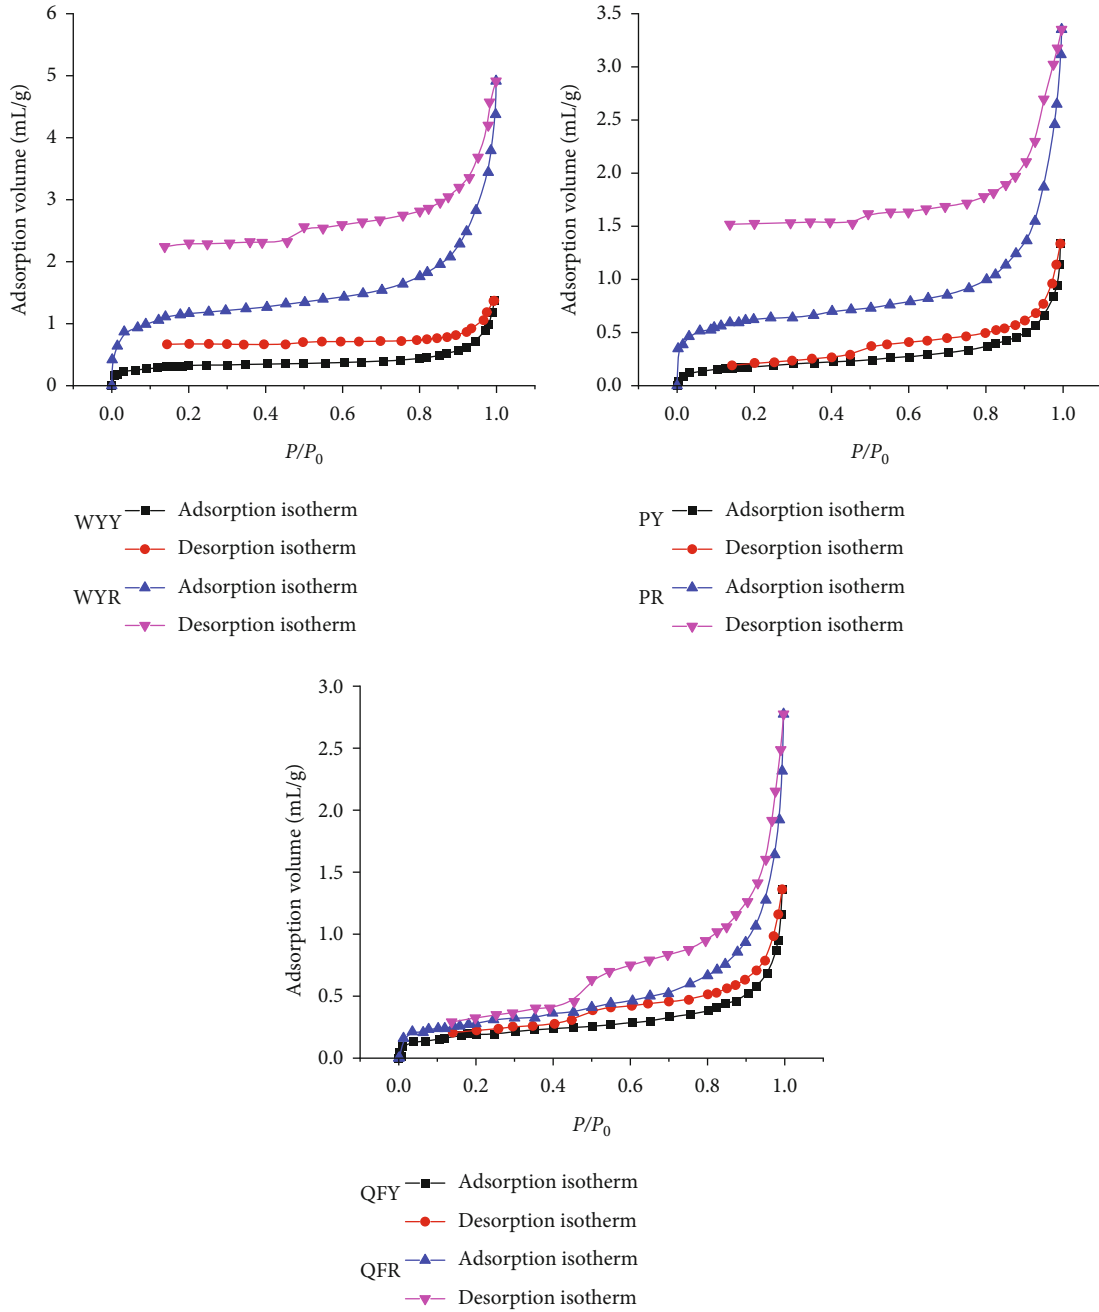 6
5
4
3
2
1
0
Adsorption volume (mL/g)
0.0 0.2 0.4 0.6 0.8 1.0
P/P0
WYY Adsorption isotherm
Desorption isotherm
WYR Adsorption isotherm
Desorption isotherm
3.5
3.0
2.5
2.0
1.5
1.0
0.5
0.0
Adsorption volume (mL/g)
0.0 0.2 0.4 0.6 0.8 1.0
P/P0
PY Adsorption isotherm
Desorption isotherm
PR Adsorption isotherm
Desorption isotherm
3.0
2.5
2.0
1.5
1.0
0.5
0.0
Adsorption volume (mL/g)
0.0 0.2 0.4 0.6 0.8 1.0
P/P0
QFY Adsorption isotherm
Desorption isotherm
QFR Adsorption isotherm
Desorption isotherm